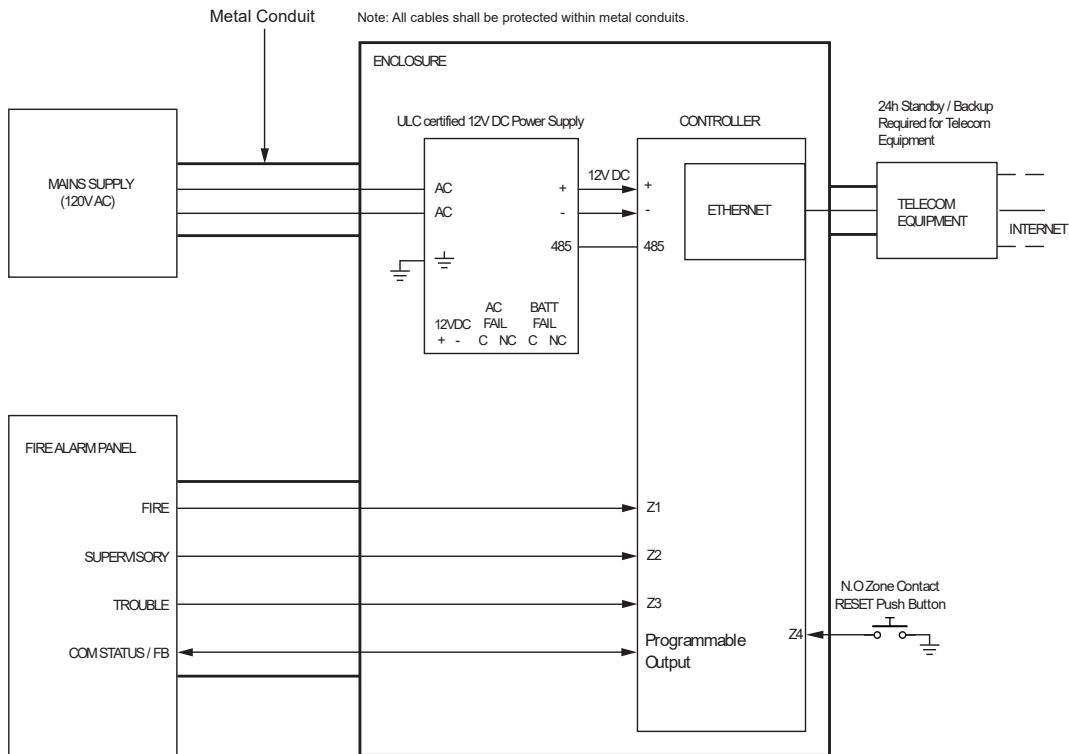 Metal Conduit
Note: All cables shall be protected within metal conduits.
ENCLOSURE
24h Standby / Backup
Required for Telecom
Equipment
ULC certified 12V DC Power Supply
CONTROLLER
MAINS SUPPLY
(120V AC)
AC
AC
+
-
485
12V DC
+
-
485
ETHERNET
TELECOM
EQUIPMENT
INTERNET
AC
FAIL
BATT
FAIL
12VDC
+ - C NC C NC
FIRE ALARM PANEL
FIRE
Z1
SUPERVISORY
Z2
TROUBLE
Z3
COM STATUS / FB
Programmable
Output
Z4
N.O Zone Contact
RESET Push Button